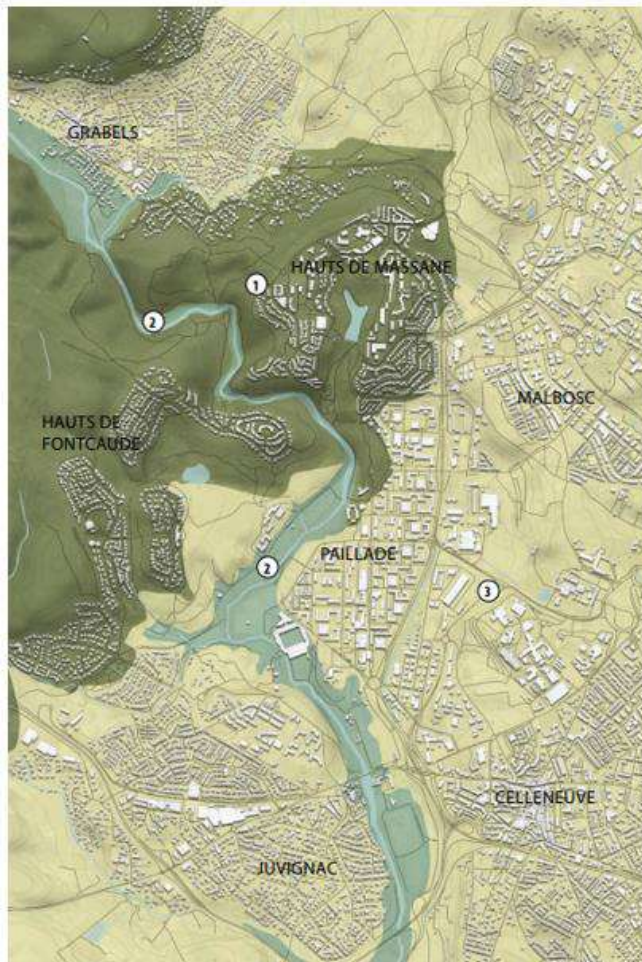 GRABELS
1
HAUTS DE MASSANE
2
MALBOSC
HAUTS DE
FONTCAUDE
PAILLADE
2
3
CELLENEUVE
JUVIGNAC